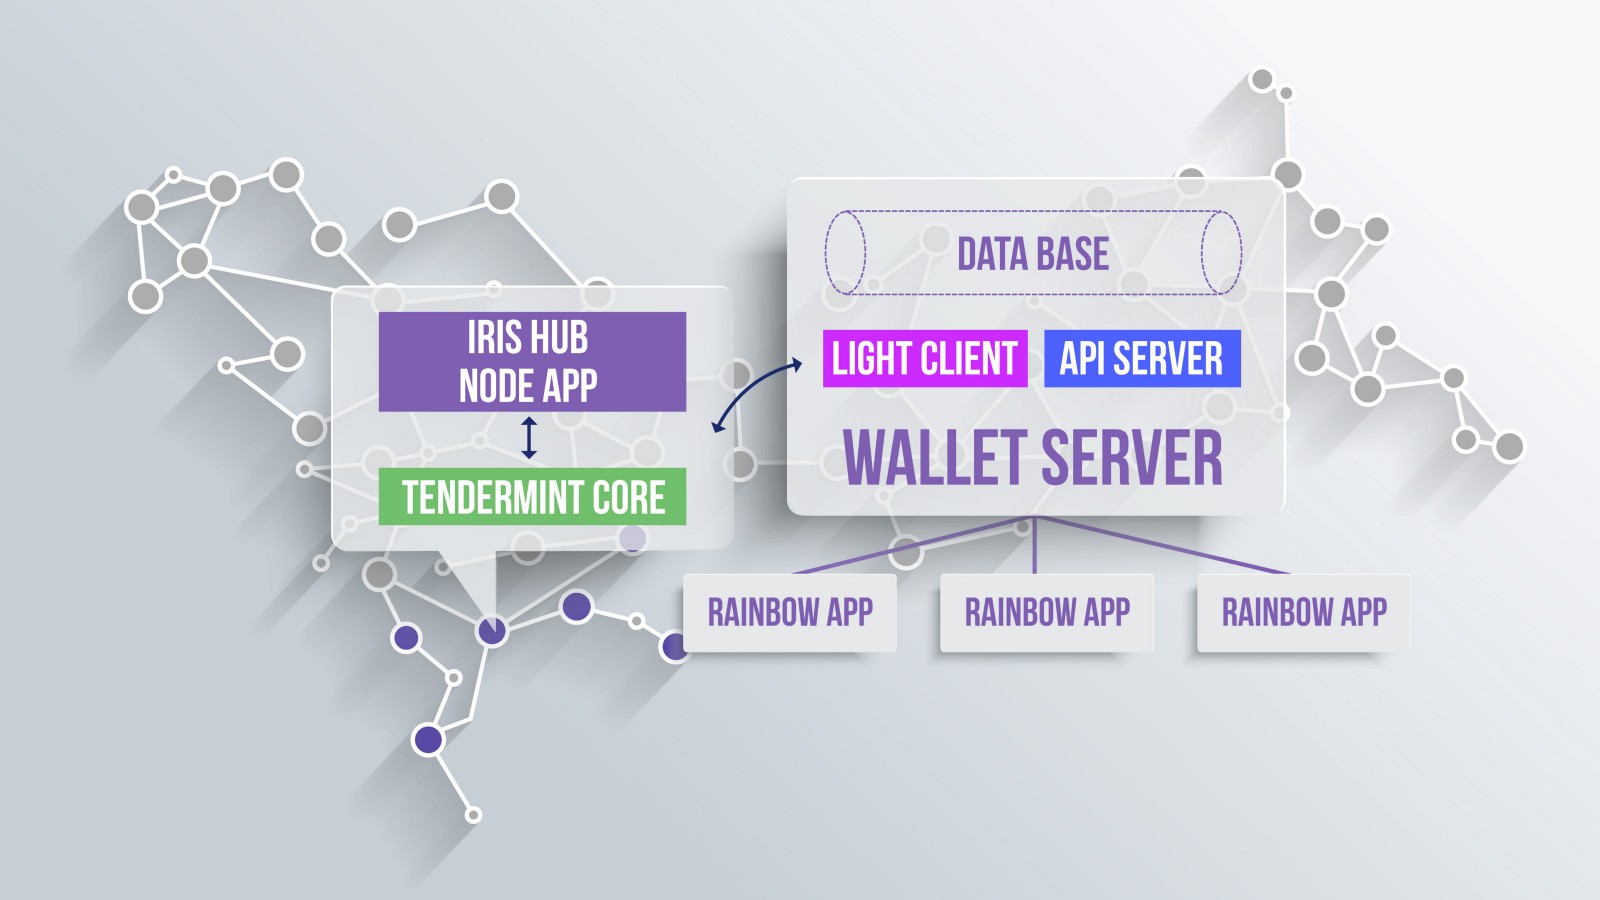 IRIS HUB
NODE APP
TENDERMINT CORE
DATA BASE
LIGHT CLIENT
API SERVER
WALLET SERVER
RAINBOW APP
RAINBOW APP
RAINBOW APP